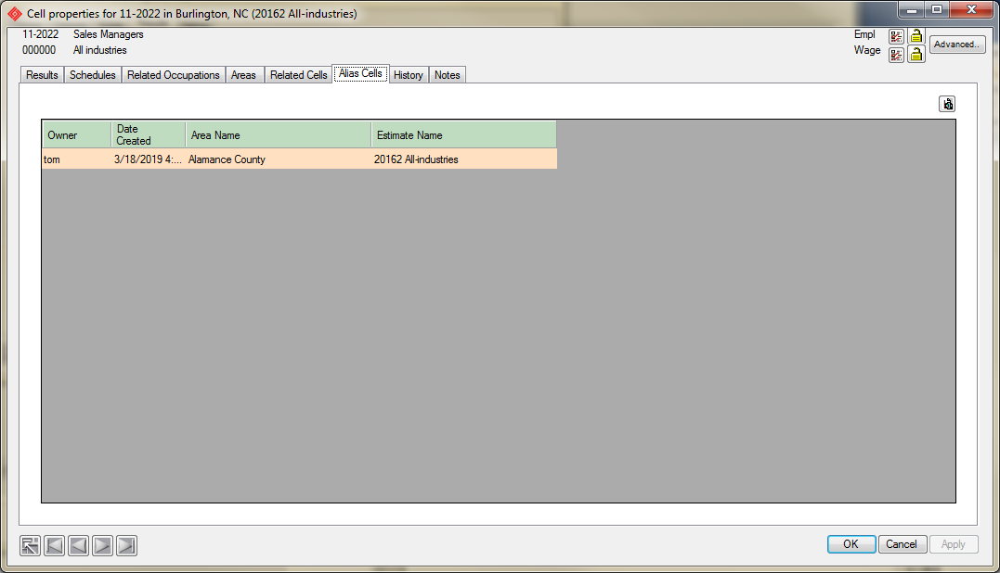 Cell properties for 11-2022 in Burlington, NC (20162 All-industries)
11-2022 Sales Managers
000000 All industries
Empl
Wage
Advanced..
Results Schedules Related Occupations Areas Related Cells Alias Cells History Notes
Owner Date Created Area Name Estimate Name
tom 3/18/2019 4:... Alamance County 20162 All-industries
OK Cancel Apply